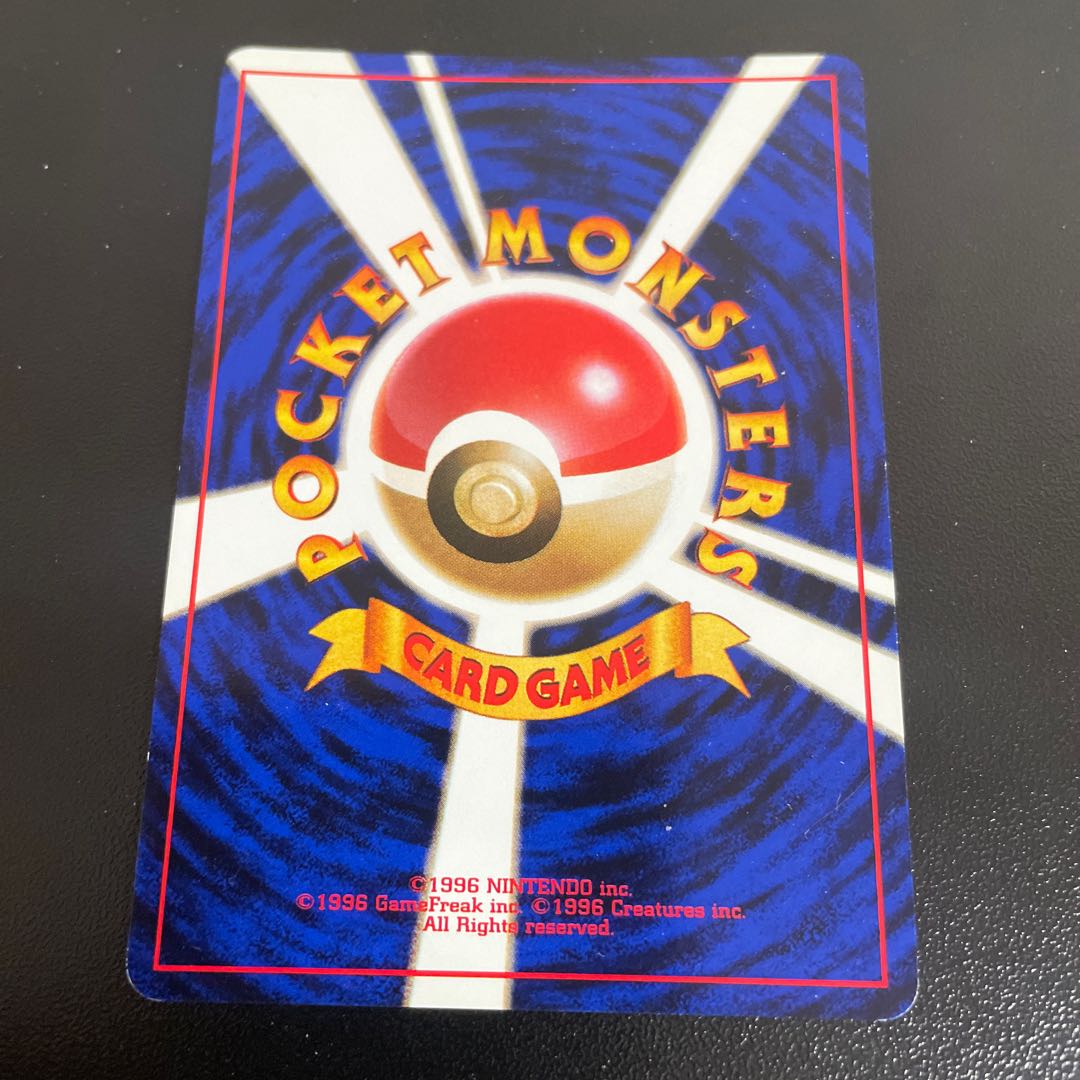 POCKET MONSTERS
CARD GAME
©1996 NINTENDO inc.
©1996 GameFreak inc. ©1996 Creatures inc.
All Rights reserved.